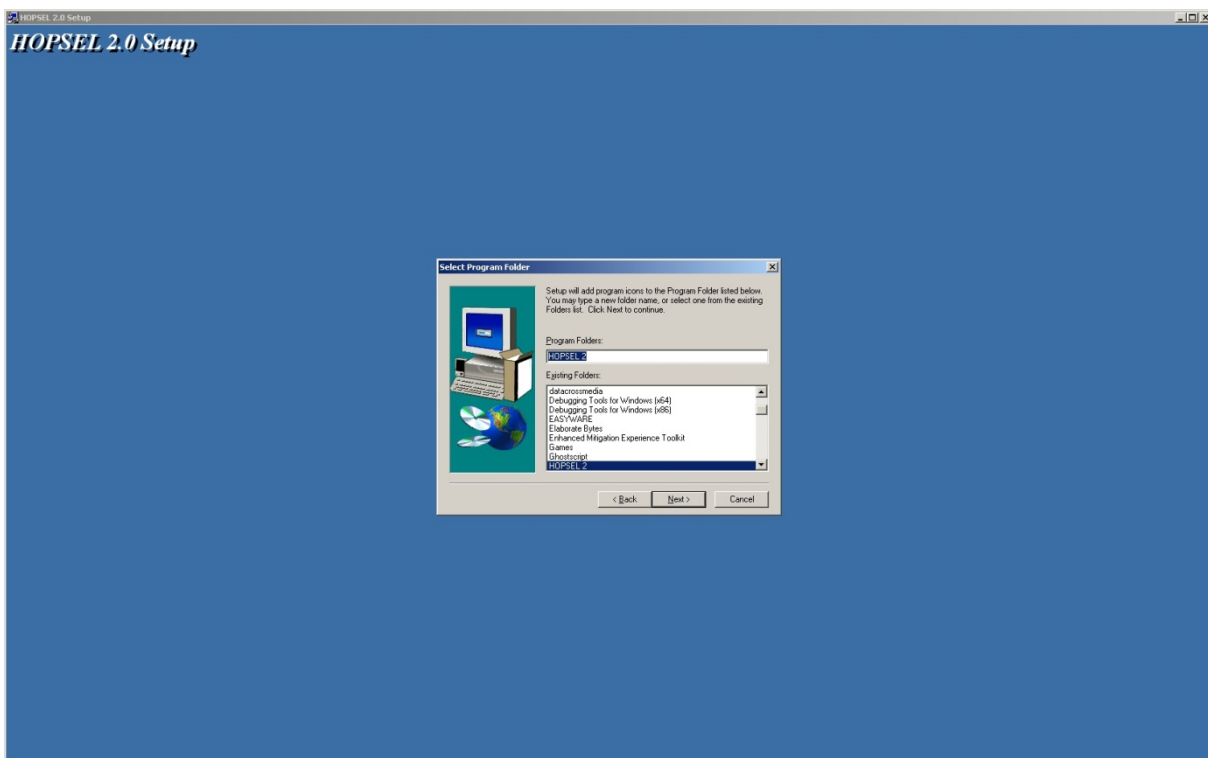 HOPSEL 2.0 Setup
HOPSEL 2.0 Setup
Select Program Folder
Setup will add program icons to the Program Folder listed below.
You may type a new folder name, or select one from the existing
Folders list. Click Next to continue.
Program Folders:
HOPSEL 2
Existing Folders:
datacrossmedia
Debugging Tools for Windows (x64)
Debugging Tools for Windows (x86)
EASYWARE
Elaborate Bytes
Enhanced Mitigation Experience Toolkit
Games
Ghostscript
HOPSEL 2
< Back
Next >
Cancel